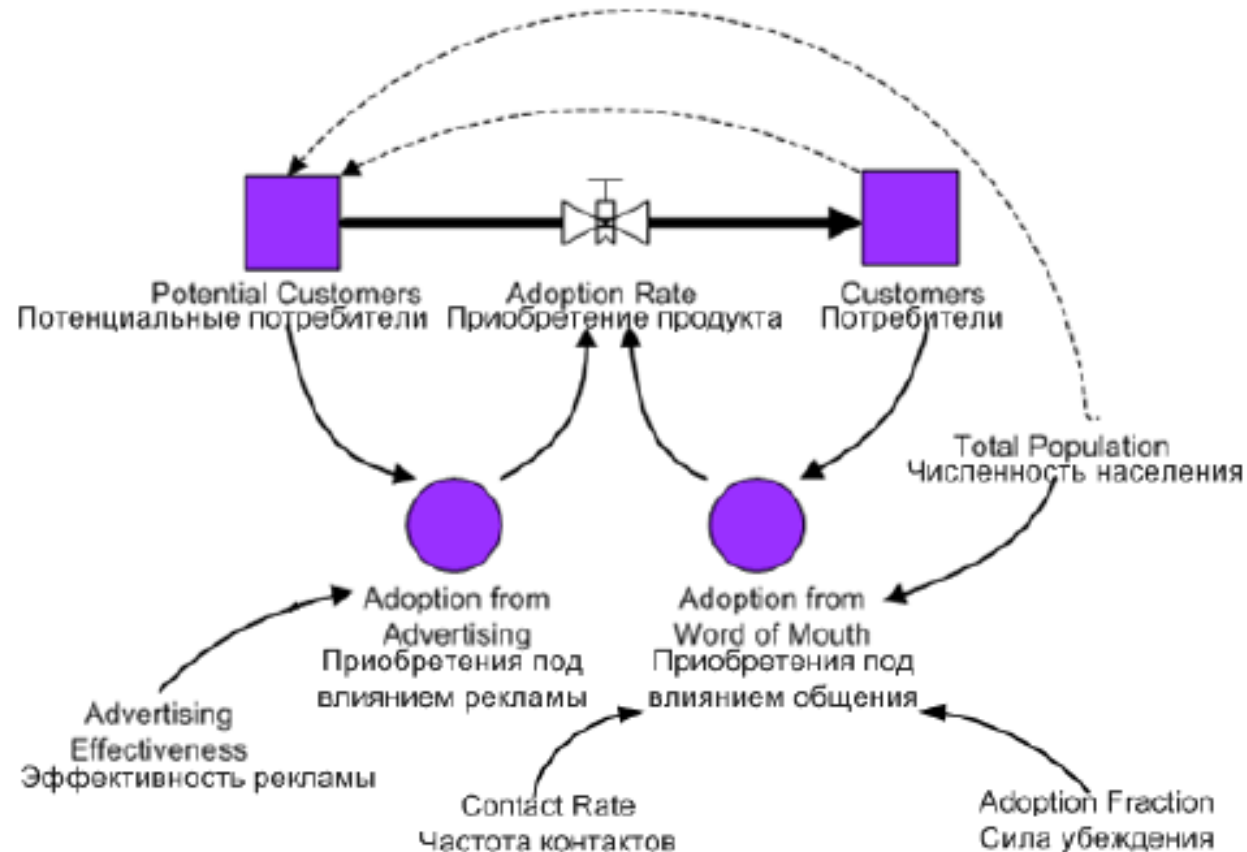 Potential Customers
Потенциальные потребители
Adoption Rate
Приобретение продукта
Customers
Потребители
Total Population
Численность населения
Adoption from
Advertising
Приобретения под
влиянием рекламы
Adoption from
Word of Mouth
Приобретения под
влиянием общения
Advertising
Effectiveness
Эффективность рекламы
Contact Rate
Частота контактов
Adoption Fraction
Сила убеждения